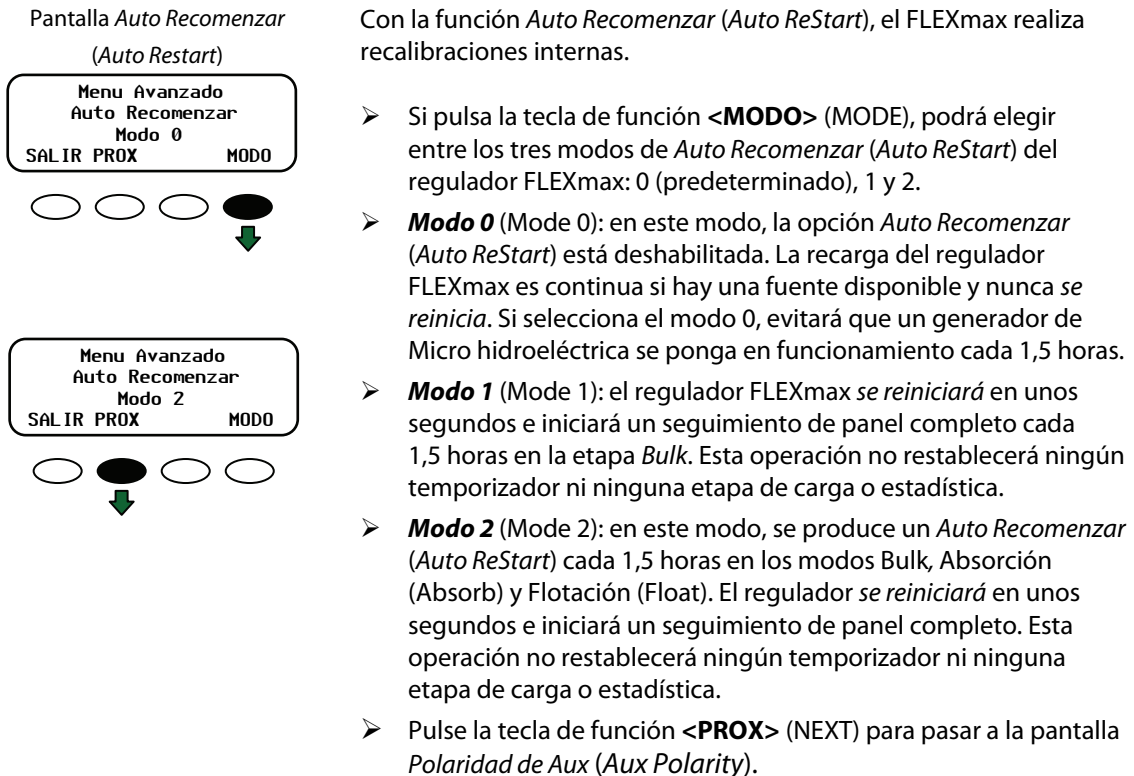 Pantalla Auto Recomenzar
(Auto Restart)
Menu Avanzado
Auto Recomenzar
Modo 0
SALIR PROX MODO
Menu Avanzado
Auto Recomenzar
Modo 2
SALIR PROX MODO
Con la función Auto Recomenzar (Auto ReStart), el FLEXmax realiza
recalibraciones internas.
➢ Si pulsa la tecla de función <MODO> (MODE), podrá elegir
entre los tres modos de Auto Recomenzar (Auto ReStart) del
regulador FLEXmax: 0 (predeterminado), 1 y 2.
➢ Modo 0 (Mode 0): en este modo, la opción Auto Recomenzar
(Auto ReStart) está deshabilitada. La recarga del regulador
FLEXmax es continua si hay una fuente disponible y nunca se
reinicia. Si selecciona el modo 0, evitará que un generador de
Micro hidroeléctrica se ponga en funcionamiento cada 1,5 horas.
➢ Modo 1 (Mode 1): el regulador FLEXmax se reiniciará en unos
segundos e iniciará un seguimiento de panel completo cada
1,5 horas en la etapa Bulk. Esta operación no restablecerá ningún
temporizador ni ninguna etapa de carga o estadística.
➢ Modo 2 (Mode 2): en este modo, se produce un Auto Recomenzar
(Auto ReStart) cada 1,5 horas en los modos Bulk, Absorción
(Absorb) y Flotación (Float). El regulador se reiniciará en unos
segundos e iniciará un seguimiento de panel completo. Esta
operación no restablecerá ningún temporizador ni ninguna
etapa de carga o estadística.
➢ Pulse la tecla de función <PROX> (NEXT) para pasar a la pantalla
Polaridad de Aux (Aux Polarity).